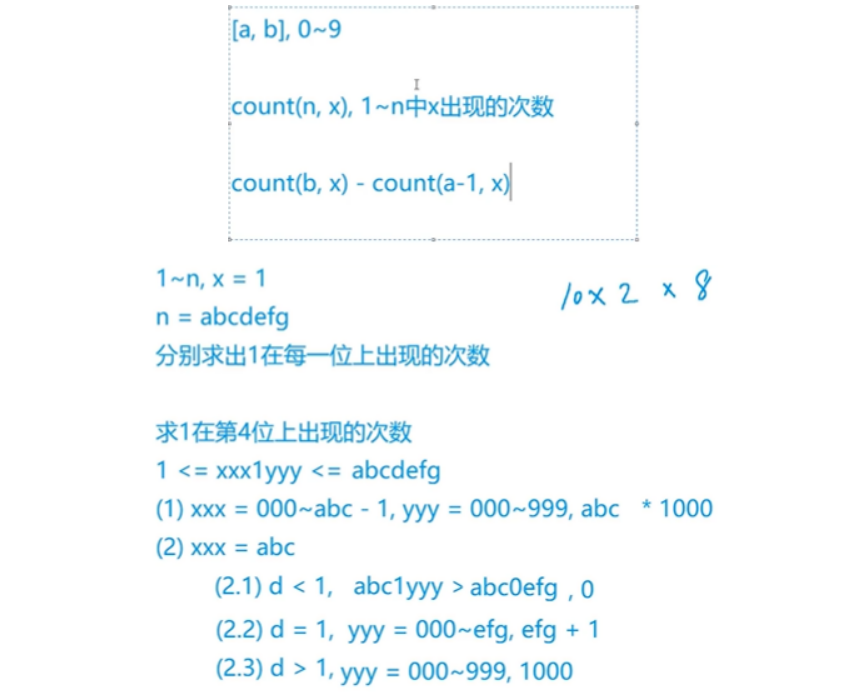 [a, b], 0~9
count(n, x), 1~n中x出现的次数
count(b, x) - count(a-1, x)
1~n, x = 1
10 x 2 x 8
n = abcdefg
分别求出1在每一位上出现的次数
求1在第4位上出现的次数
1 <= xxx1yyy <= abcdefg
(1) xxx = 000~abc - 1, yyy = 000~999, abc * 1000
(2) xxx = abc
(2.1) d < 1, abc1yyy > abc0efg , 0
(2.2) d = 1, yyy = 000~efg, efg + 1
(2.3) d > 1, yyy = 000~999, 1000